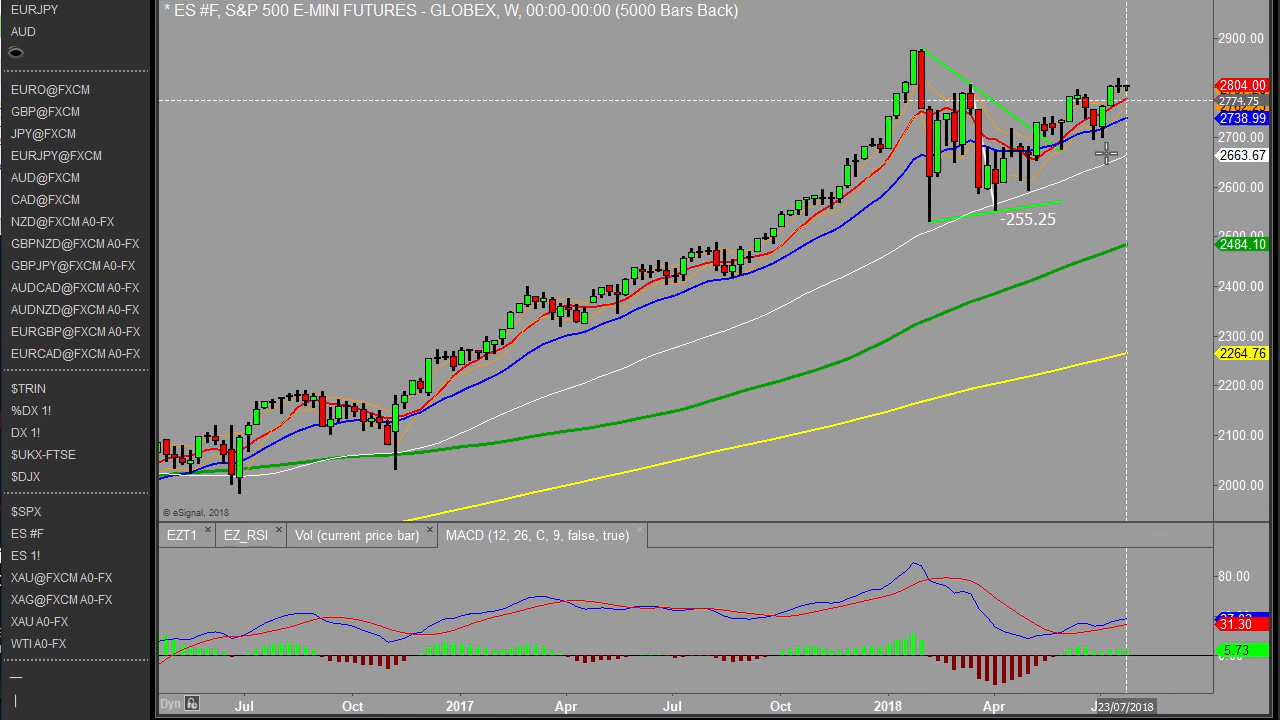 EURJPY
AUD
EURO@FXCM
GBP@FXCM
JPY@FXCM
EURJPY@FXCM
AUD@FXCM
CAD@FXCM
NZD@FXCM A0-FX
GBPNZD@FXCM A0-FX
GBPJPY@FXCM A0-FX
AUDCAD@FXCM A0-FX
AUDNZD@FXCM A0-FX
EURGBP@FXCM A0-FX
EURCAD@FXCM A0-FX
$TRIN
%DX 1!
DX 1!
$UKX-FTSE
$DJX
$SPX
ES #F
ES 1!
XAU@FXCM A0-FX
XAG@FXCM A0-FX
XAU A0-FX
WTI A0-FX
* ES #F, S&P 500 E-MINI FUTURES - GLOBEX, W, 00:00-00:00 (5000 Bars Back)
2900.00
2804.00
2774.75
2738.99
2700.00
2663.67
2600.00
2484.10
2400.00
2300.00
2264.76
2200.00
2100.00
2000.00
-255.25
© eSignal, 2018
EZT1 × EZ_RSI × Vol (current price bar) × MACD (12, 26, C, 9, false, true) ×
80.00
31.30
5.73
Dyn Jul Oct 2017 Apr Jul Oct 2018 Apr 23/07/2018